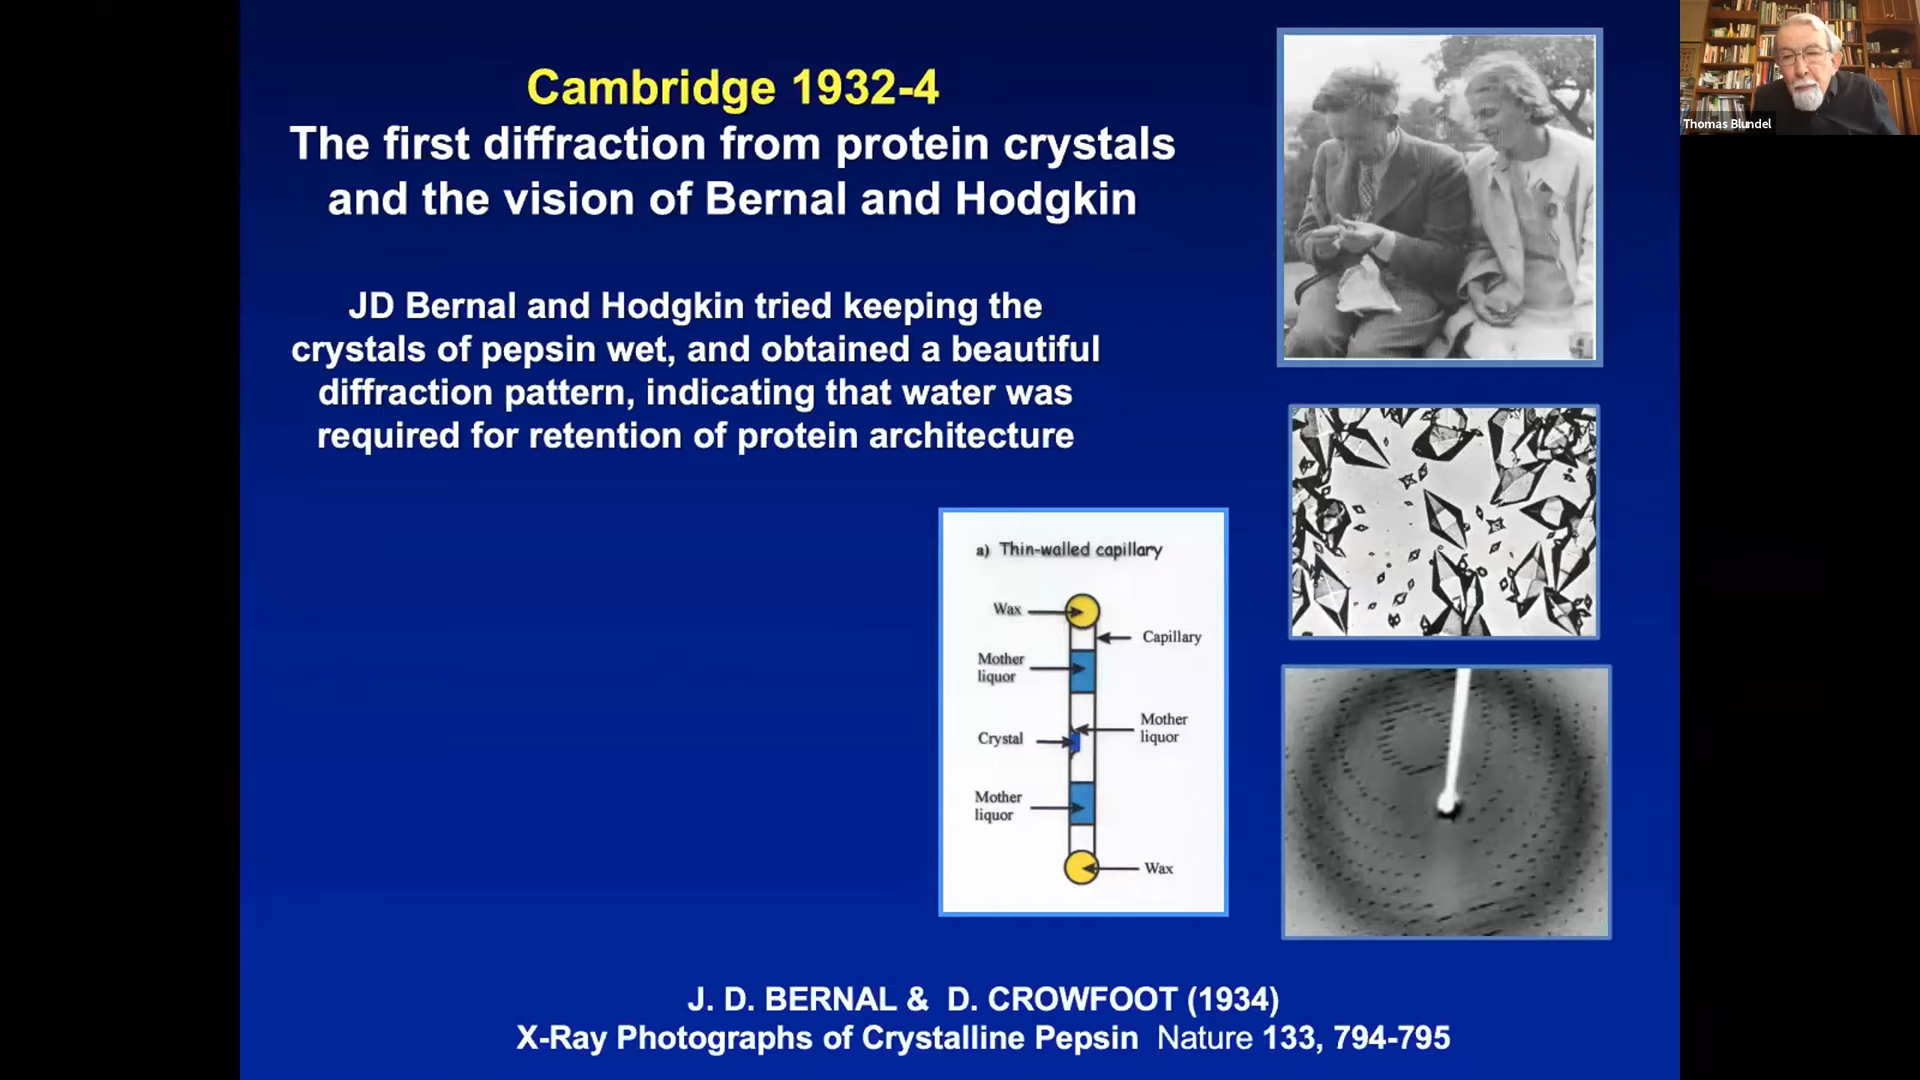 Cambridge 1932-4
The first diffraction from protein crystals
and the vision of Bernal and Hodgkin
JD Bernal and Hodgkin tried keeping the
crystals of pepsin wet, and obtained a beautiful
diffraction pattern, indicating that water was
required for retention of protein architecture
a) Thin-walled capillary
Wax
Capillary
Mother
liquor
Mother
liquor
Crystal
Mother
liquor
Wax
J. D. BERNAL & D. CROWFOOT (1934)
X-Ray Photographs of Crystalline Pepsin Nature 133, 794-795
Thomas Blundel